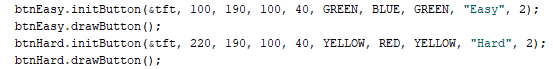 btnEasy.initButton(&tft, 100, 190, 100, 40, GREEN, BLUE, GREEN, "Easy", 2);
btnEasy.drawButton();
btnHard.initButton(&tft, 220, 190, 100, 40, YELLOW, RED, YELLOW, "Hard", 2);
btnHard.drawButton();